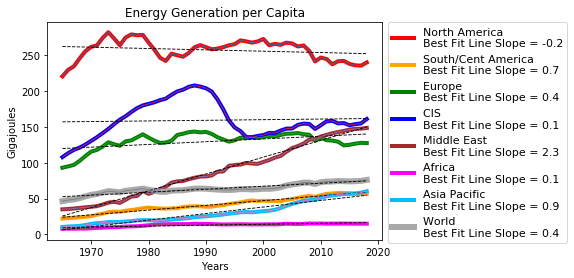 Energy Generation per Capita
250
200
150
100
50
0
Gigajoules
1970
1980
1990
2000
2010
2020
Years
North America
Best Fit Line Slope = -0.2
South/Cent America
Best Fit Line Slope = 0.7
Europe
Best Fit Line Slope = 0.4
CIS
Best Fit Line Slope = 0.1
Middle East
Best Fit Line Slope = 2.3
Africa
Best Fit Line Slope = 0.1
Asia Pacific
Best Fit Line Slope = 0.9
World
Best Fit Line Slope = 0.4